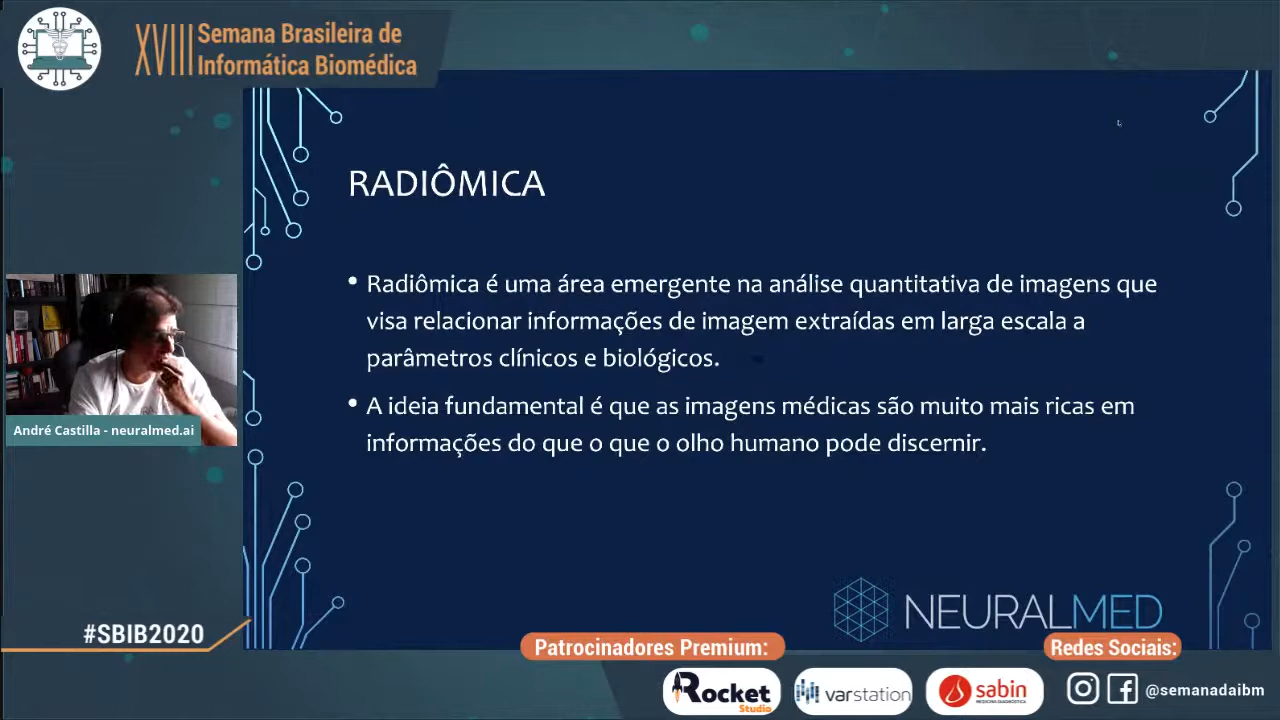 XVIII Semana Brasileira de
Informática Biomédica
RADIÔMICA
• Radiômica é uma área emergente na análise quantitativa de imagens que
visa relacionar informações de imagem extraídas em larga escala a
parâmetros clínicos e biológicos.
• A ideia fundamental é que as imagens médicas são muito mais ricas em
informações do que o que o olho humano pode discernir.
André Castilla - neuralmed.ai
NEURALMED
#SBIB2020
Patrocinadores Premium:
Redes Sociais:
Rocket
Studio
varstation
sabin
MEDICINA DIAGNÓSTICA
@semanadaibm